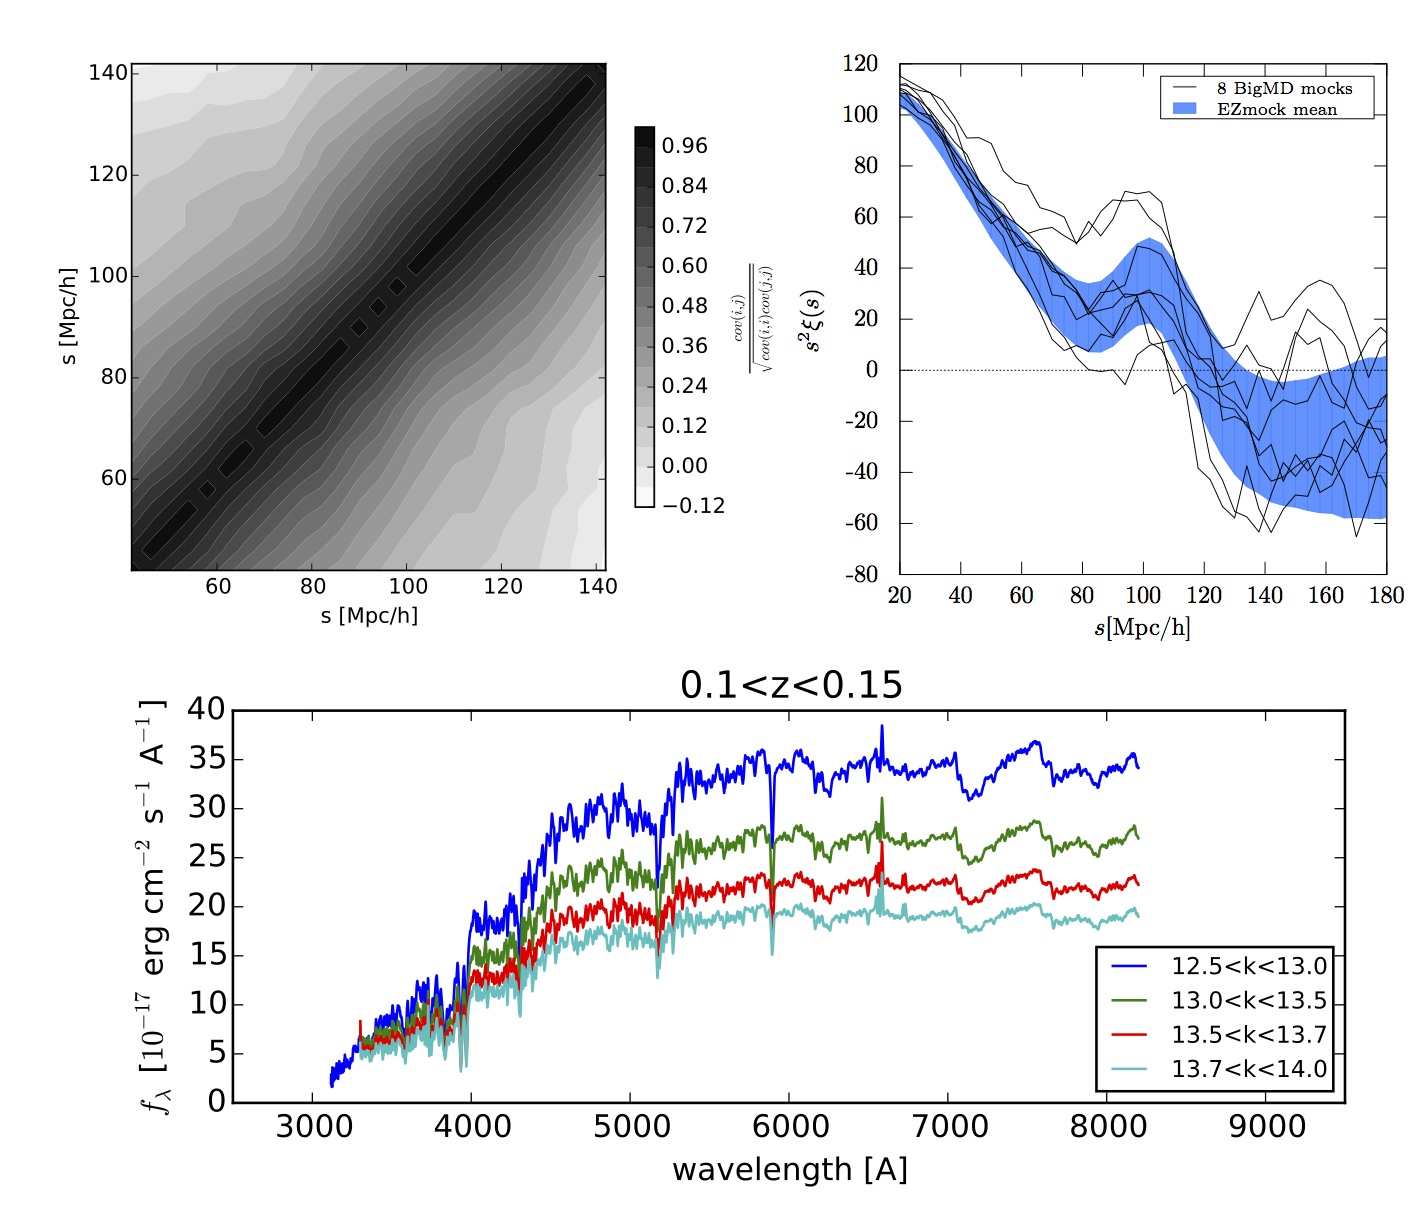 140
120
100
80
60
s [Mpc/h]
60 80 100 120 140
s [Mpc/h]
0.96
0.84
0.72
0.60
0.48
0.36
0.24
0.12
0.00
−0.12
cov(i,j)
√cov(i,i)cov(j,j)
120
100
80
60
40
20
0
-20
-40
-60
-80
s²ξ(s)
8 BigMD mocks
EZmock mean
20 40 60 80 100 120 140 160 180
s[Mpc/h]
0.1<z<0.15
40
35
30
25
20
15
10
5
0
f_λ [10⁻¹⁷ erg cm⁻² s⁻¹ A⁻¹]
12.5<k<13.0
13.0<k<13.5
13.5<k<13.7
13.7<k<14.0
3000 4000 5000 6000 7000 8000 9000
wavelength [A]